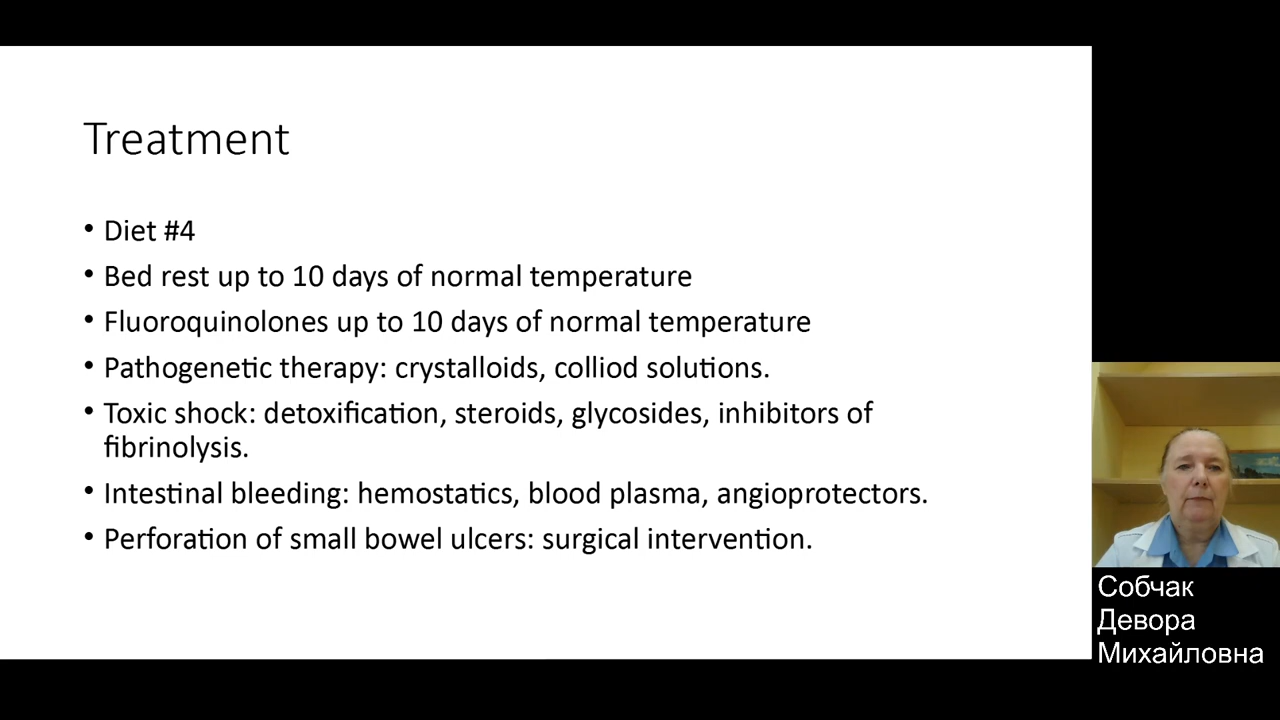 Treatment
• Diet #4
• Bed rest up to 10 days of normal temperature
• Fluoroquinolones up to 10 days of normal temperature
• Pathogenetic therapy: crystalloids, colliod solutions.
• Toxic shock: detoxification, steroids, glycosides, inhibitors of
fibrinolysis.
• Intestinal bleeding: hemostatics, blood plasma, angioprotectors.
• Perforation of small bowel ulcers: surgical intervention.
Собчак
Девора
Михайловна